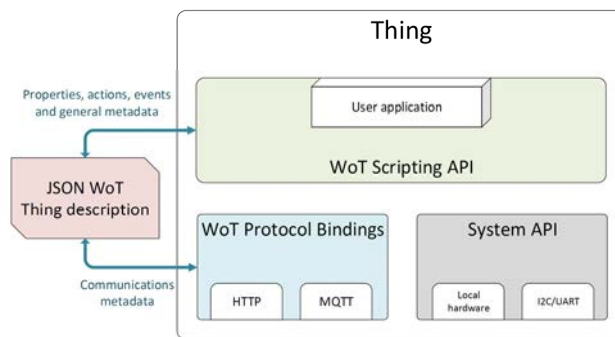 Thing
Properties, actions, events
and general metadata
User application
WoT Scripting API
JSON WoT
Thing description
WoT Protocol Bindings
System API
Communications
metadata
HTTP
MQTT
Local
hardware
I2C/UART